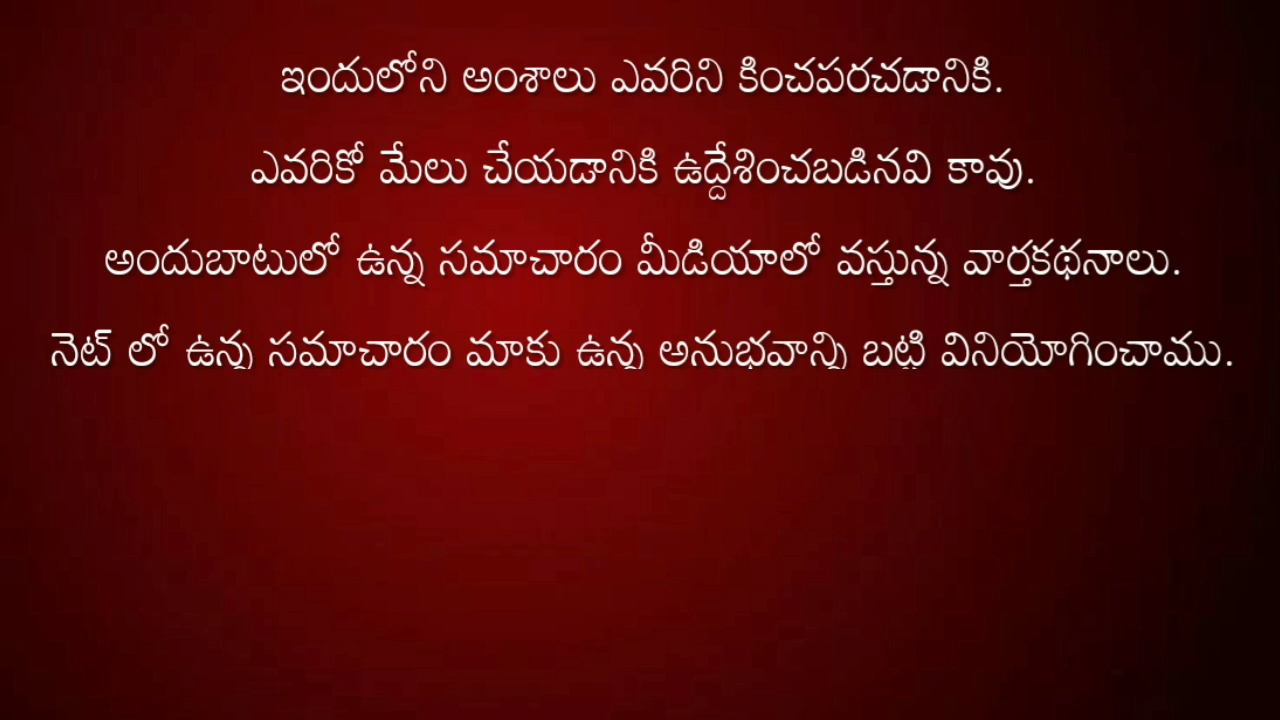 ఇందులోని అంశాలు ఎవరిని కించపరచడానికి.
ఎవరికో మేలు చేయడానికి ఉద్దేశించబడినవి కావు.
అందుబాటులో ఉన్న సమాచారం మీడియాలో వస్తున్న వార్తకథనాలు.
నెట్ లో ఉన్న సమాచారం మాకు ఉన్న అనుభవాన్ని బట్టి వినియోగించాము.